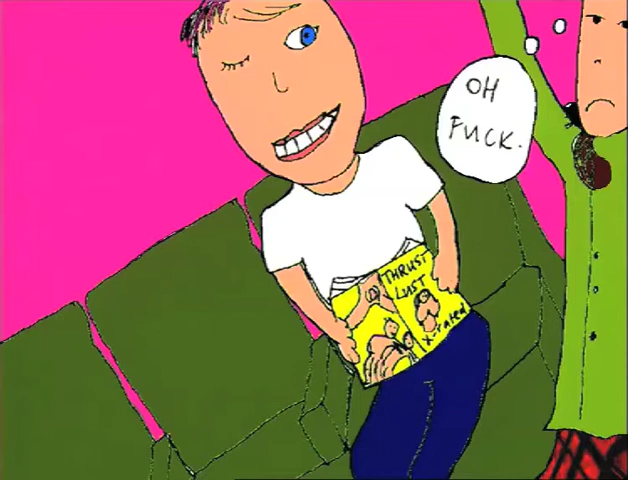 OH
FUCK.
THRUST
LUST
x-rated